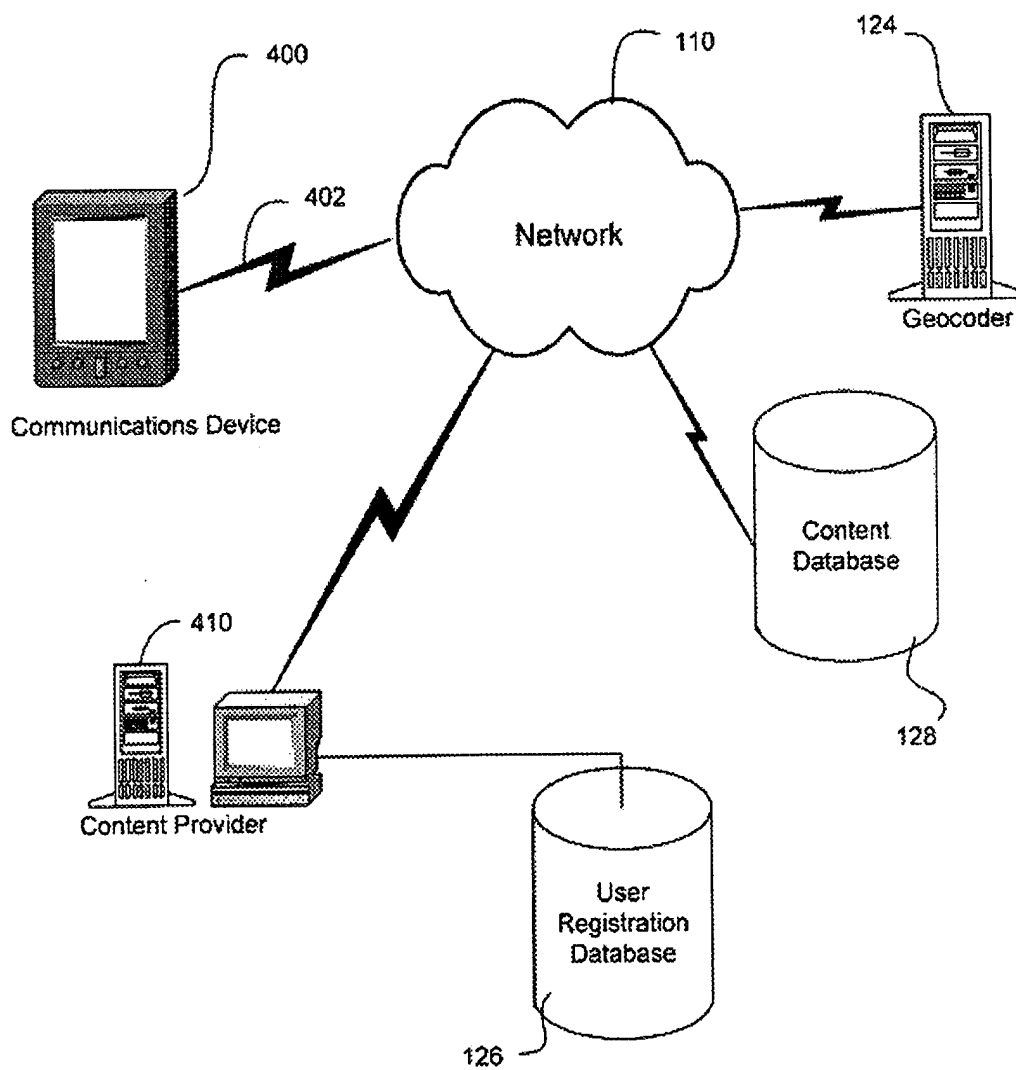 400
110
124
402
Network
Geocoder
Communications Device
Content
Database
410
128
Content Provider
User
Registration
Database
126